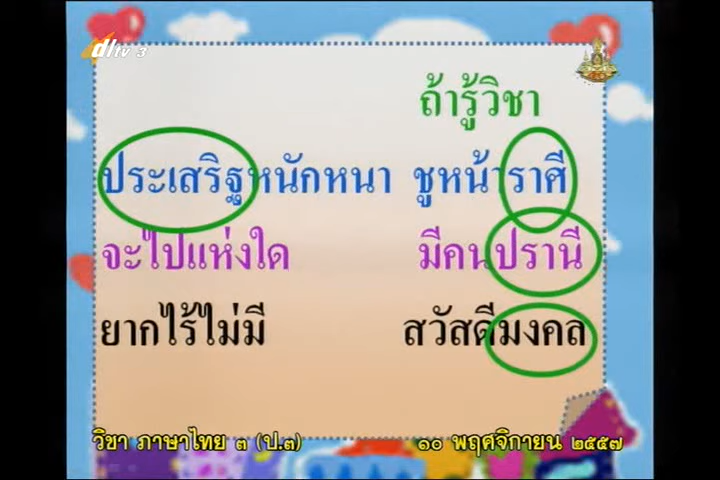 dltv 3
ถ้ารู้วิชา
ประเสริฐหนักหนา ชูหน้าราศี
จะไปแห่งใด มีคนปรานี
ยากไร้ไม่มี สวัสดีมงคล
วิชา ภาษาไทย ๓ (ป.๓) ๑๐ พฤศจิกายน ๒๕๕๗